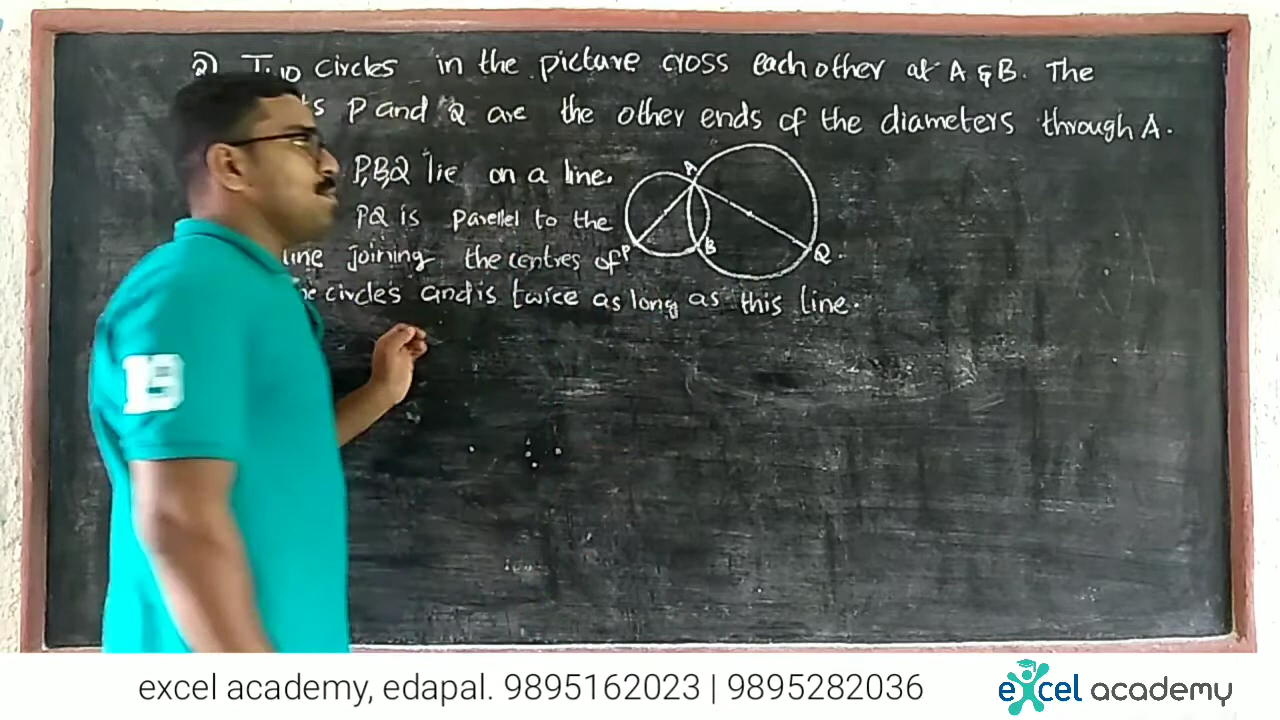 2) Two circles in the picture cross each other at A & B. The
P and Q are the other ends of the diameters through A.
P,B,Q lie on a line.
PQ is parellel to the
line joining the centres of
circles and is twice as long as this line.
A
B
P
Q
19
excel academy, edapal. 9895162023 | 9895282036
excel academy